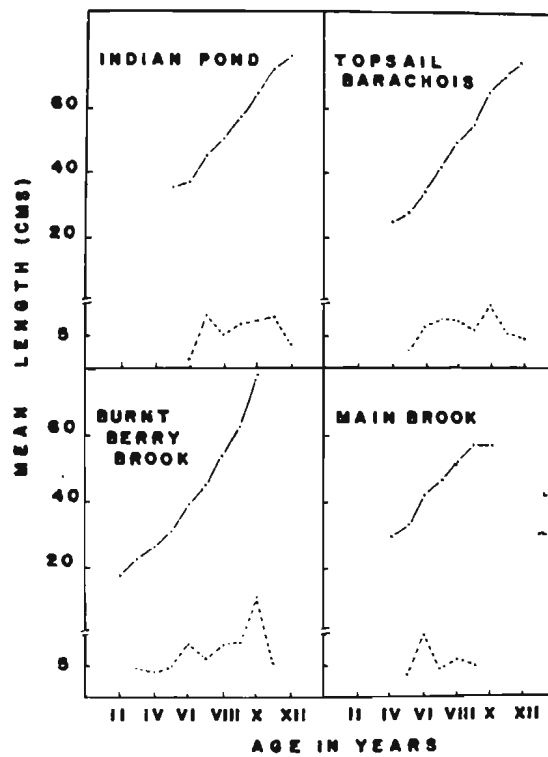 INDIAN POND
TOPSAIL
BARACHOIS
60
40
20
5
BURNT
BERRY
BROOK
MAIN BROOK
60
40
20
5
MEAN LENGTH (CMS)
II IV VI VIII X XII II IV VI VIII X XII
AGE IN YEARS